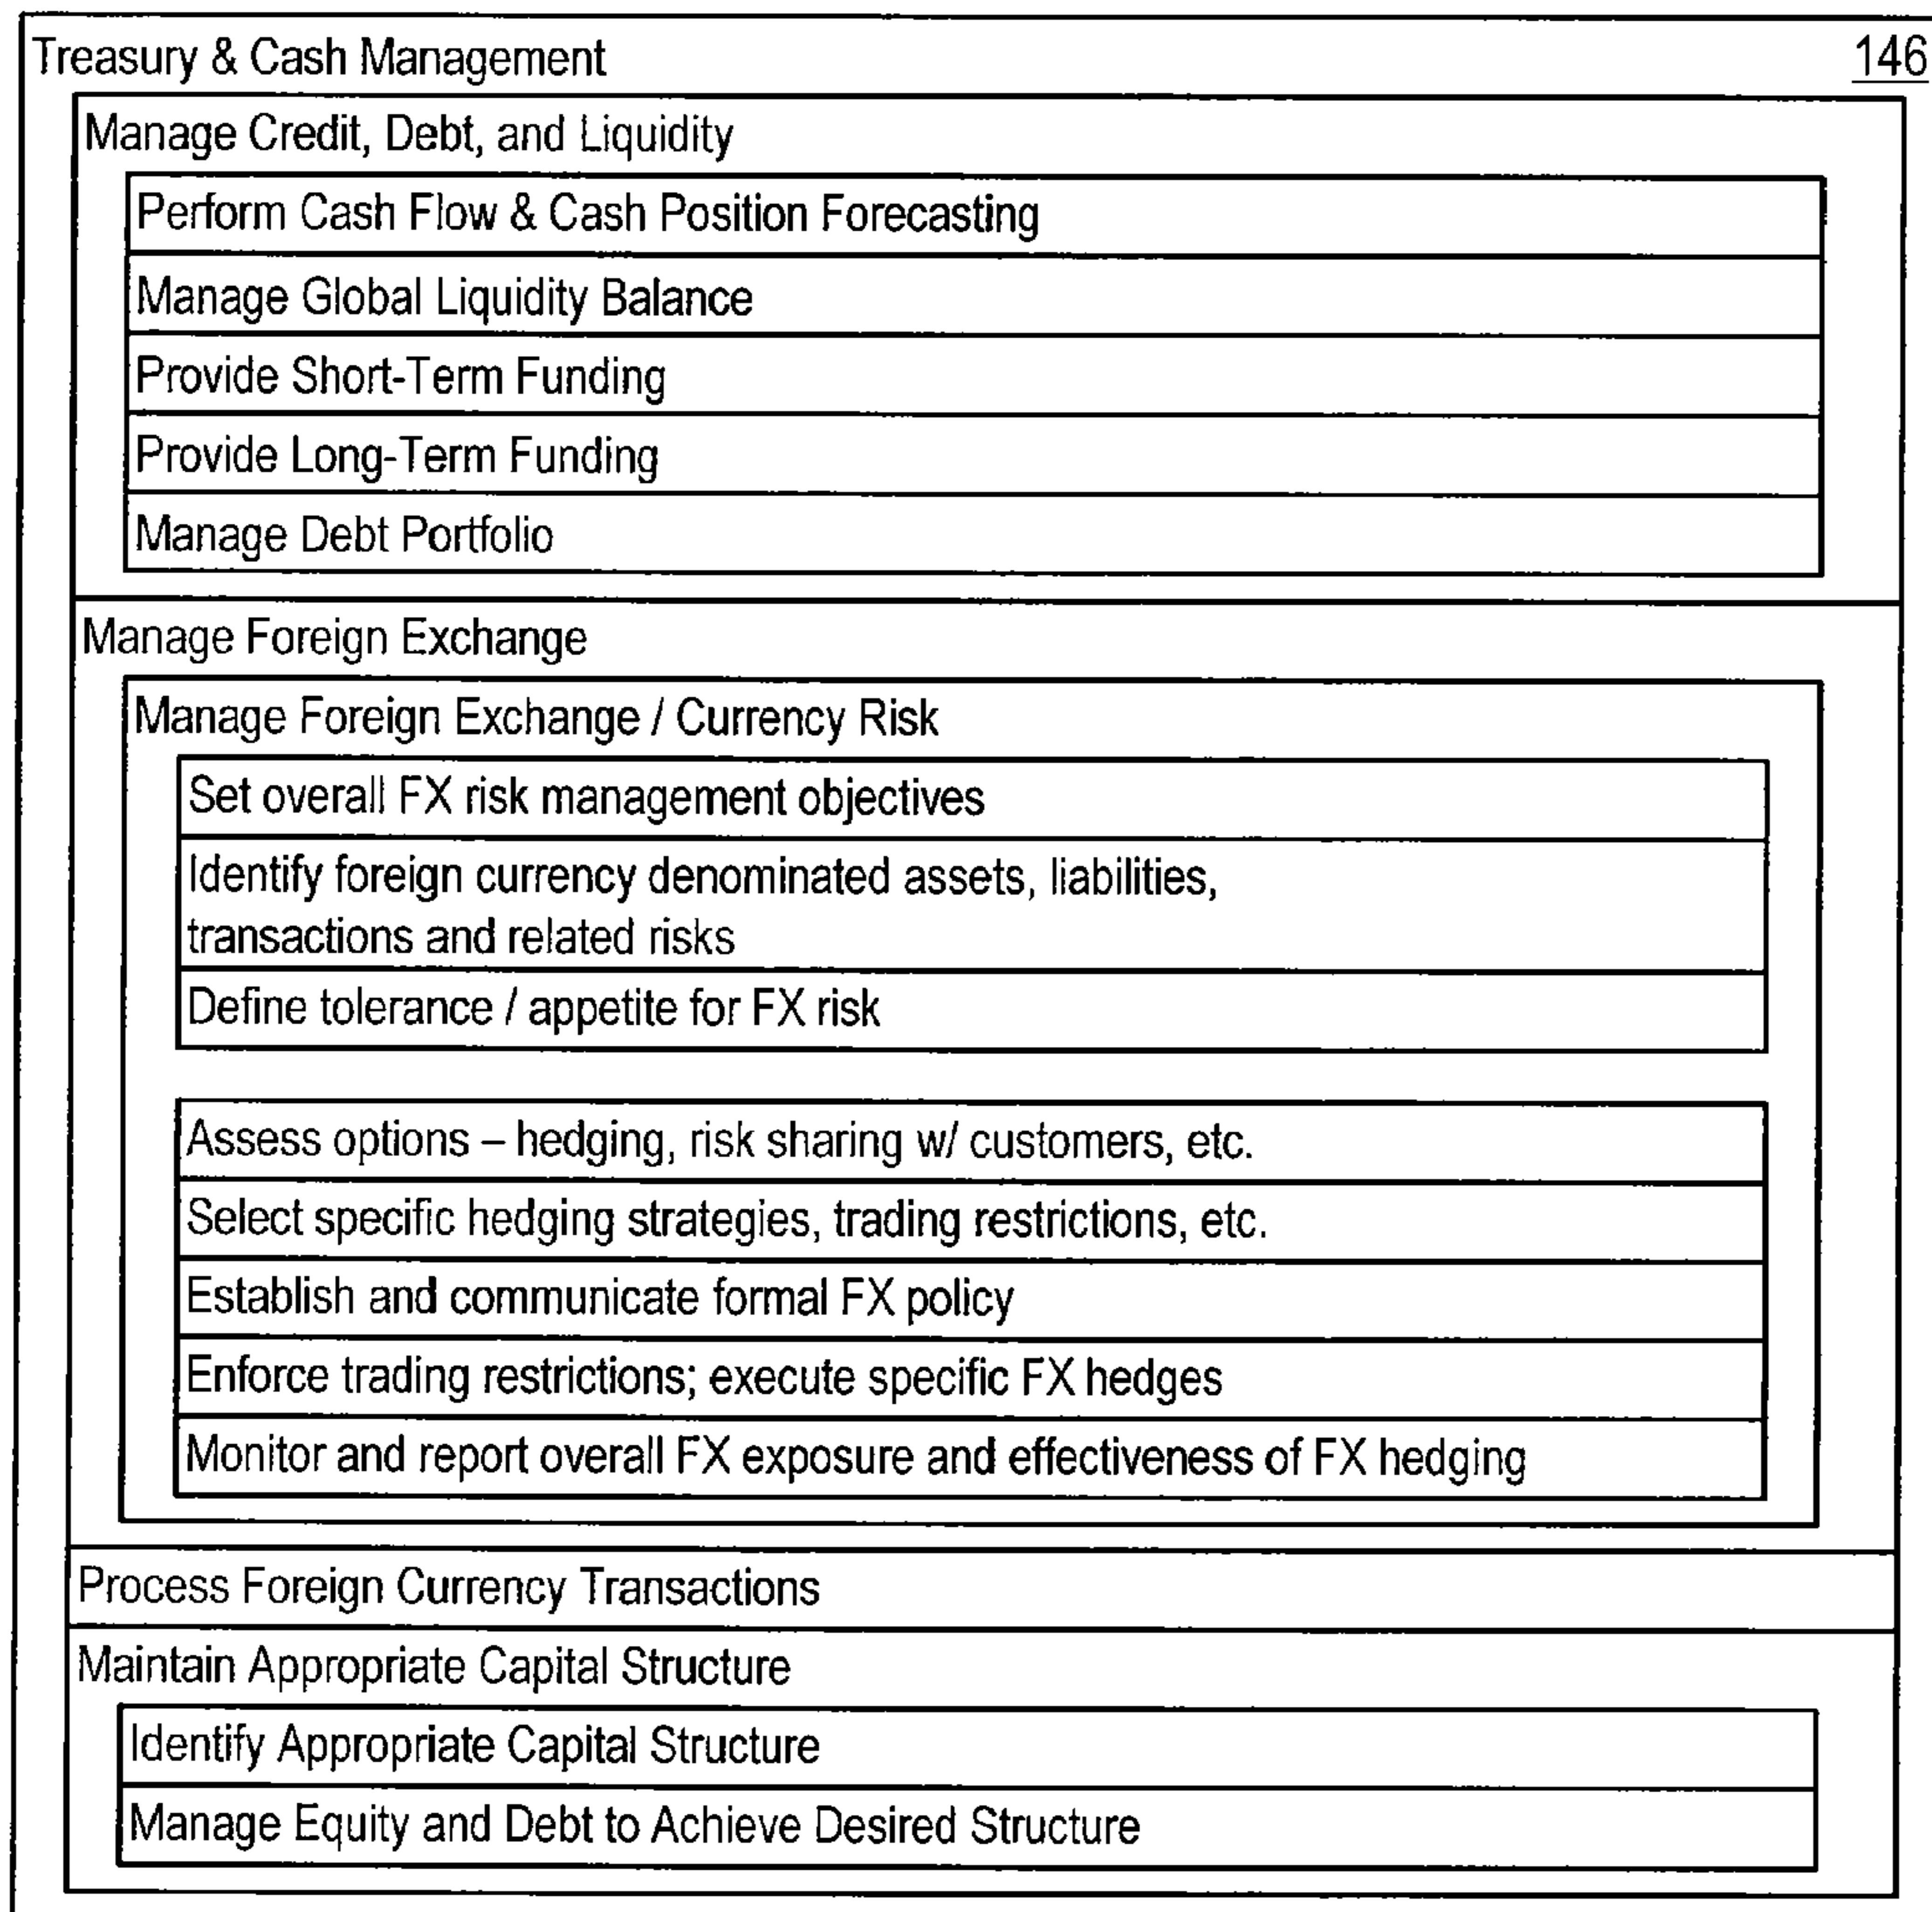 Treasury & Cash Management 146
Manage Credit, Debt, and Liquidity
Perform Cash Flow & Cash Position Forecasting
Manage Global Liquidity Balance
Provide Short-Term Funding
Provide Long-Term Funding
Manage Debt Portfolio
Manage Foreign Exchange
Manage Foreign Exchange / Currency Risk
Set overall FX risk management objectives
Identify foreign currency denominated assets, liabilities,
transactions and related risks
Define tolerance / appetite for FX risk
Assess options – hedging, risk sharing w/ customers, etc.
Select specific hedging strategies, trading restrictions, etc.
Establish and communicate formal FX policy
Enforce trading restrictions; execute specific FX hedges
Monitor and report overall FX exposure and effectiveness of FX hedging
Process Foreign Currency Transactions
Maintain Appropriate Capital Structure
Identify Appropriate Capital Structure
Manage Equity and Debt to Achieve Desired Structure